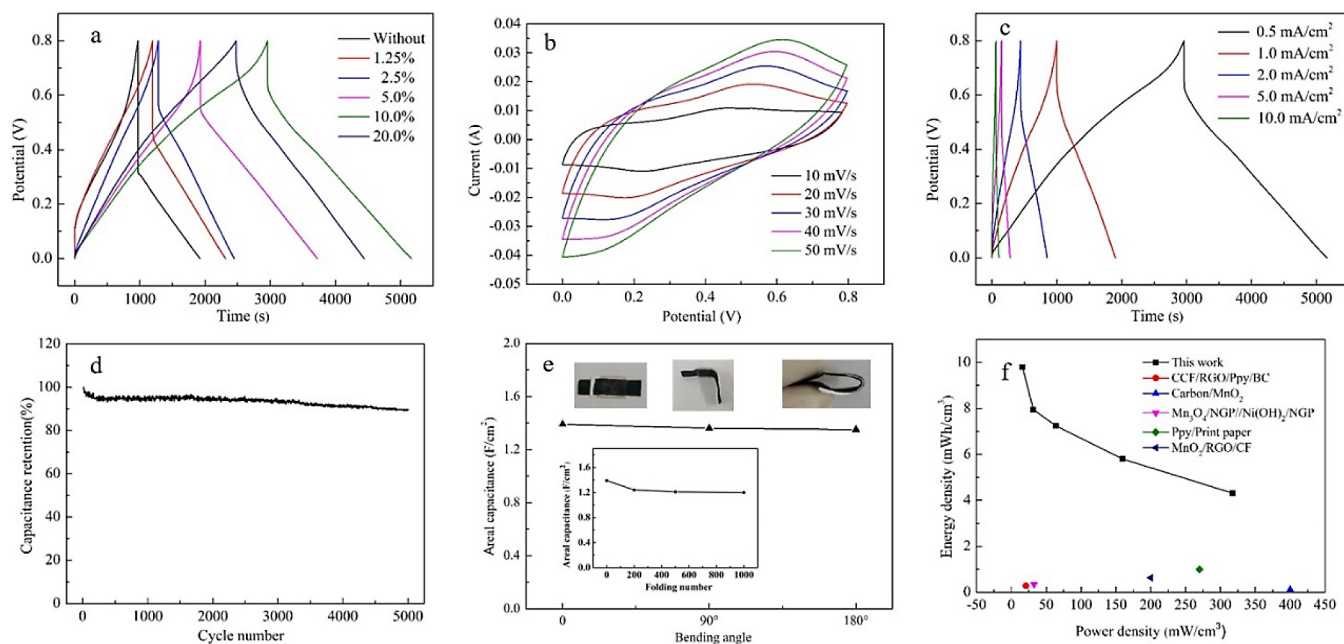 a
Without
1.25%
2.5%
5.0%
10.0%
20.0%
0.8
0.6
0.4
0.2
0.0
Potential (V)
0 1000 2000 3000 4000 5000
Time (s)
b
0.04
0.03
0.02
0.01
0.00
-0.01
-0.02
-0.03
-0.04
Current (A)
10 mV/s
20 mV/s
30 mV/s
40 mV/s
50 mV/s
0.0 0.2 0.4 0.6 0.8
Potential (V)
c
0.5 mA/cm²
1.0 mA/cm²
2.0 mA/cm²
5.0 mA/cm²
10.0 mA/cm²
0.8
0.6
0.4
0.2
0.0
Potential (V)
0 1000 2000 3000 4000 5000
Time (s)
d
120
100
80
60
40
20
0
Capacitance retention(%)
0 1000 2000 3000 4000 5000
Cycle number
e
2.0
1.8
1.6
1.4
1.2
1.0
0.8
0.6
0.4
0.2
0.0
Areal capacitance (F/cm²)
1.6
1.2
0.8
0.4
0.0
Areal capacitance (F/cm²)
0 200 400 600 800 1000
Folding number
0° 90° 180°
Bending angle
f
This work
CCF/RGO/Ppy/BC
Carbon/MnO₂
Mn₃O₄/NGP//Ni(OH)₂/NGP
Ppy/Print paper
MnO₂/RGO/CF
10
8
6
4
2
0
Energy density (mWh/cm³)
-50 0 50 100 150 200 250 300 350 400 450
Power density (mW/cm³)